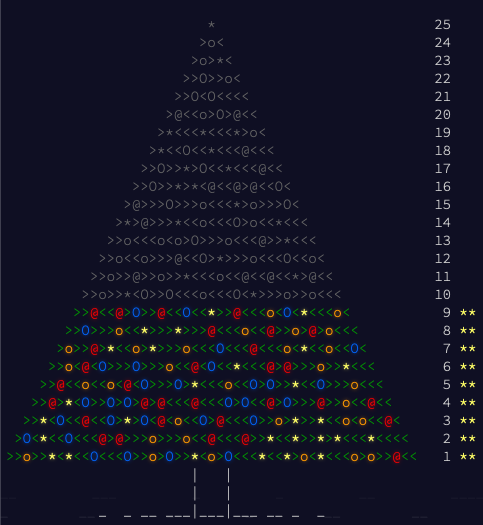 * 25
>o< 24
>o>*< 23
>>O>>o< 22
>>O<O<<<< 21
>@<<o>O>@<< 20
>*<<<*<<<*>o< 19
>*<<O<<*<<<@<<< 18
>>O>>*>O<<*<<<@<< 17
>>O>>*>*<@<<@>@<<O< 16
>@>>>O>>>o<<<*>o>>>O< 15
>*>@>>>*<<o<<<O>o<<*<<< 14
>>o<<<o<o>O>>>o<<<@>>*<<< 13
>>O<<o>>>O>>*>o>>>o<<<O<<o< 12
>>o>>@>>O>>*>>>o<<@<<@<<*>@<< 11
>>o>>*>o>>>o<<<O<<<O<*>>>o>>o<< 10
>>@<<@>O>>@<<O<<*>>@<<<o<O<*<<<o< 9 **
>>O>>>o<<*>>>*>>>@<<<o<<@>>o>@>o<<< 8 **
>o>>@>*<<o>*>>>o<<<O<<<@<<<o<*<<o<<O< 7 **
>>o<@<O>>>O>>>o<<@<*<<<<<<@>@>>>o>>*<<< 6 **
>>@<<o<<o<@<O>>>O>*>>>o<<O<O>>*>>O>>>o<<< 5 **
>>@>*>O>>O>O>@>@<<<@<<<O<O<<@<<O>>@>>o<<@<< 4 **
>>*<O<<@<<O>*>O>@<o<<O>@<<<O<<o>*>>@>>o<<o<@< 3 **
>O<*<<O<<<@>@>>>o>>>o<<@<<<@>>*<<*>>*>*>>>*<<<< 2 **
>>o>>*>*<<O<<<O>>o>O>>*>o<O<<<*<<*>o>*<<<o>o>>@<< 1 **